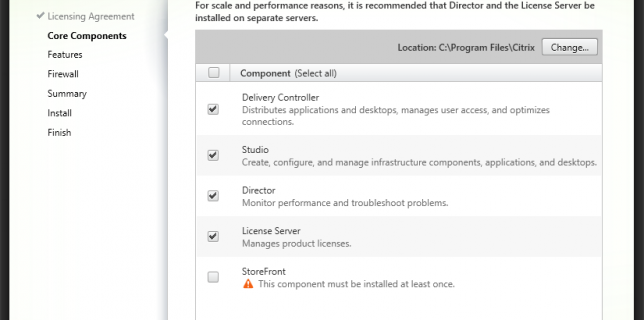 For scale and performance reasons, it is recommended that Director and the License Server be
installed on separate servers.
Licensing Agreement
Core Components
Features
Firewall
Summary
Install
Finish
Location: C:\Program Files\Citrix
Change...
Component (Select all)
Delivery Controller
Distributes applications and desktops, manages user access, and optimizes
connections.
Studio
Create, configure, and manage infrastructure components, applications, and desktops.
Director
Monitor performance and troubleshoot problems.
License Server
Manages product licenses.
StoreFront
This component must be installed at least once.